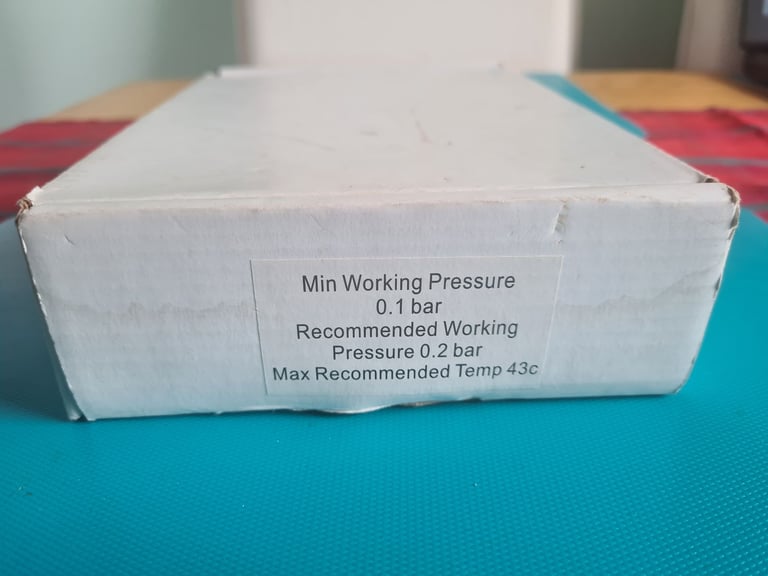 Min Working Pressure
0.1 bar
Recommended Working
Pressure 0.2 bar
Max Recommended Temp 43c